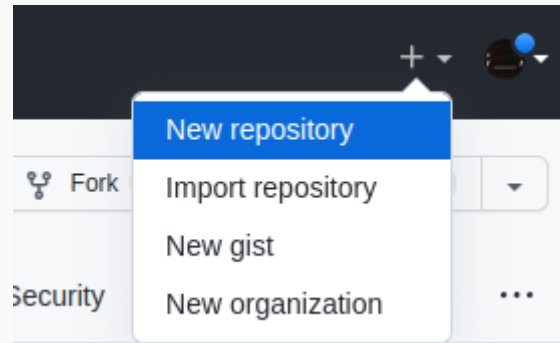 New repository
Fork
Import repository
New gist
Security
New organization